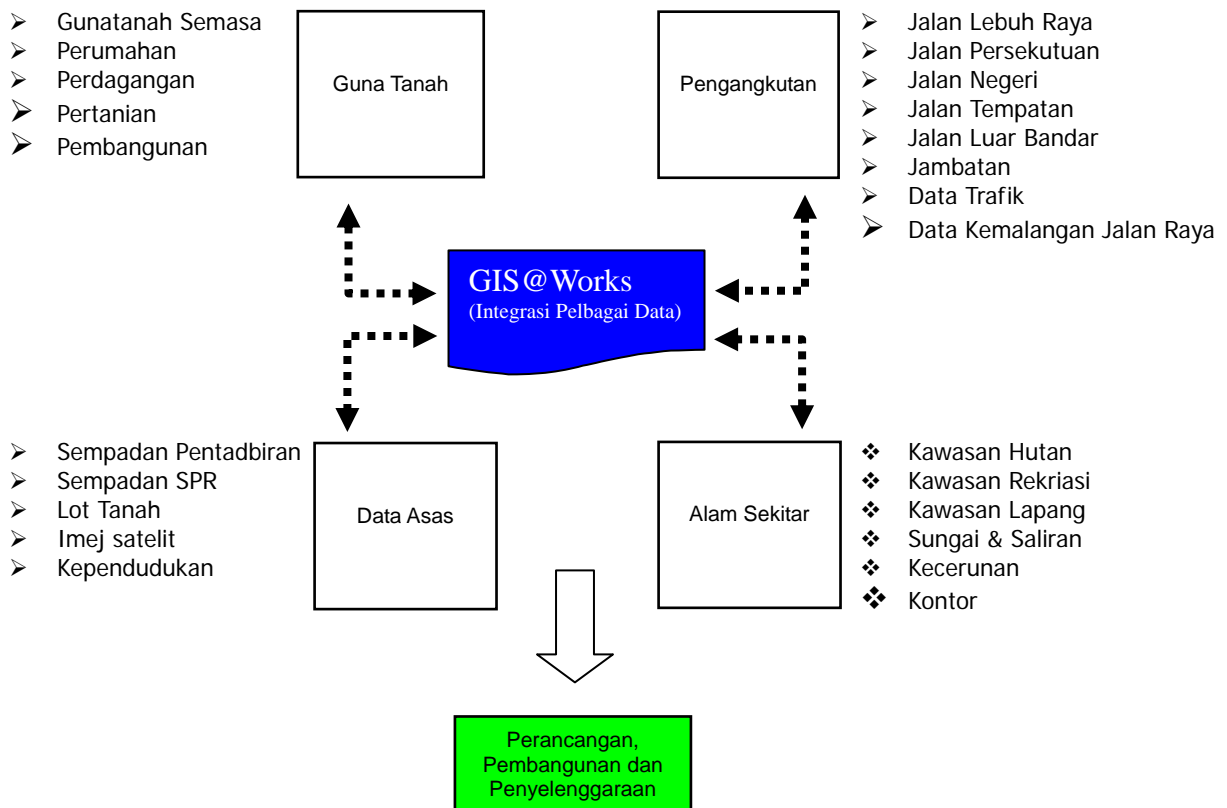 Gunatanah Semasa
Perumahan
Perdagangan
Pertanian
Pembangunan
Guna Tanah
Pengangkutan
Jalan Lebuh Raya
Jalan Persekutuan
Jalan Negeri
Jalan Tempatan
Jalan Luar Bandar
Jambatan
Data Trafik
Data Kemalangan Jalan Raya
GIS@Works
(Integrasi Pelbagai Data)
Sempadan Pentadbiran
Sempadan SPR
Lot Tanah
Imej satelit
Kependudukan
Data Asas
Alam Sekitar
Kawasan Hutan
Kawasan Rekriasi
Kawasan Lapang
Sungai & Saliran
Kecerunan
Kontor
Perancangan,
Pembangunan dan
Penyelenggaraan